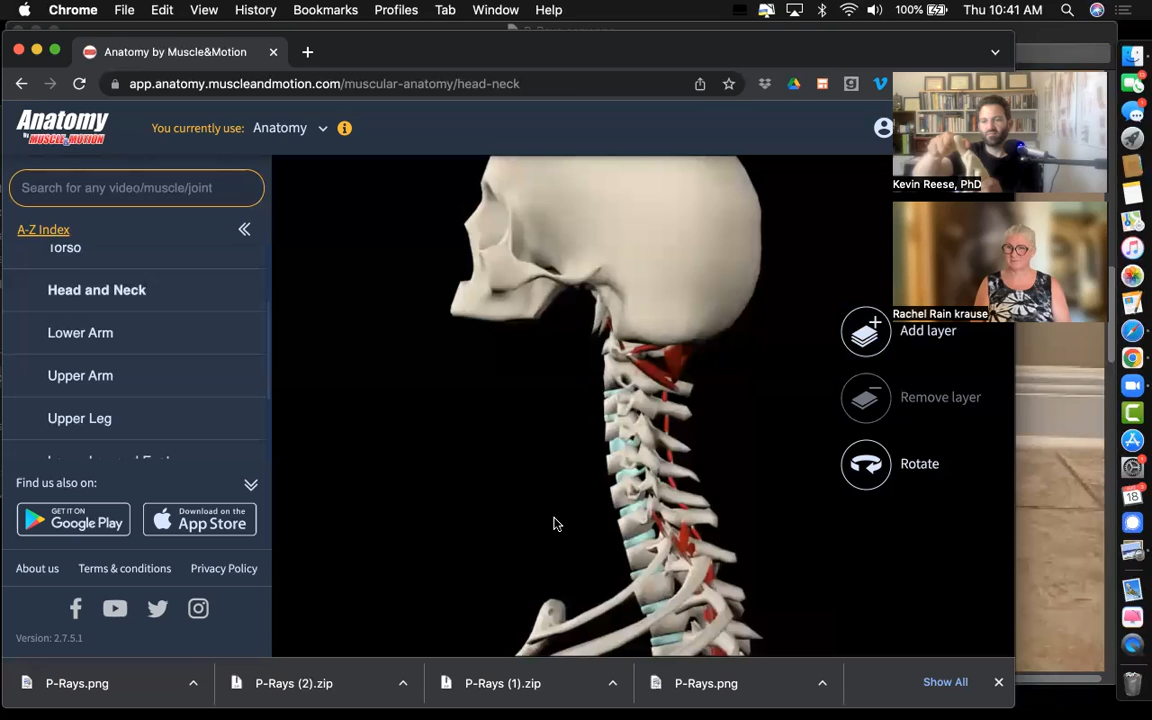 Chrome File Edit View History Bookmarks Profiles Tab Window Help 100% Thu 10:41 AM
Anatomy by Muscle&Motion
app.anatomy.muscleandmotion.com/muscular-anatomy/head-neck
Anatomy
By MUSCLE&MOTION
You currently use: Anatomy
Search for any video/muscle/joint
A-Z Index
Torso
Head and Neck
Lower Arm
Upper Arm
Upper Leg
Find us also on:
GET IT ON
Google Play
Download on the
App Store
About us Terms & conditions Privacy Policy
Version: 2.7.5.1
Add layer
Remove layer
Rotate
Kevin Reese, PhD
Rachel Rain krause
AUG
18
P-Rays.png P-Rays (2).zip P-Rays (1).zip P-Rays.png Show All